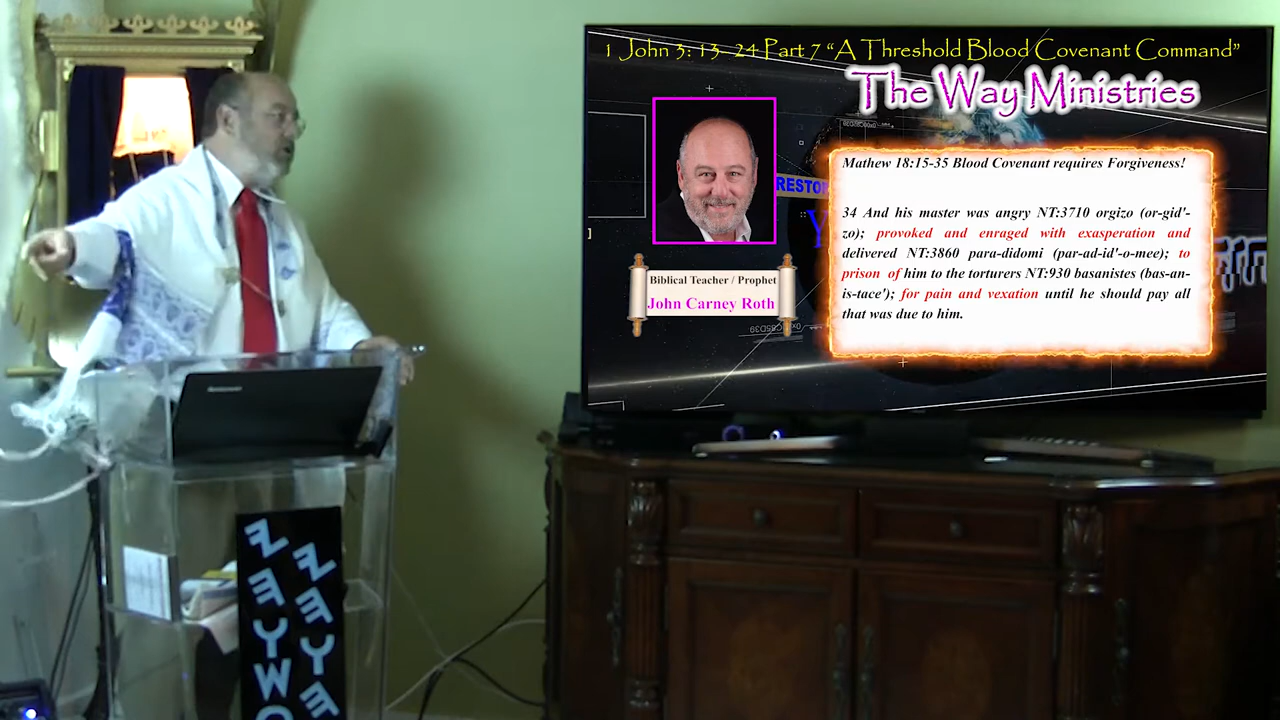 1 John 3:13-24 Part 7 "A Threshold Blood Covenant Command"
The Way Ministries
Mathew 18:15-35 Blood Covenant requires Forgiveness!
34 And his master was angry NT:3710 orgizo (or-gid'-
zo); provoked and enraged with exasperation and
delivered NT:3860 para-didomi (par-ad-id'-o-mee); to
prison of him to the torturers NT:930 basanistes (bas-an-
is-tace'); for pain and vexation until he should pay all
that was due to him.
RESTO
Biblical Teacher / Prophet
John Carney Roth
lenovo